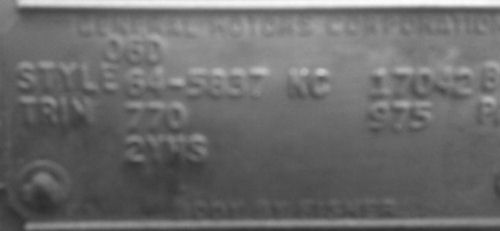 GENERAL MOTORS CORPORATION
06D
STYLE 64-5837 KC 17042 B
TRIM 770 975 P
2YWS
BODY BY FISHER